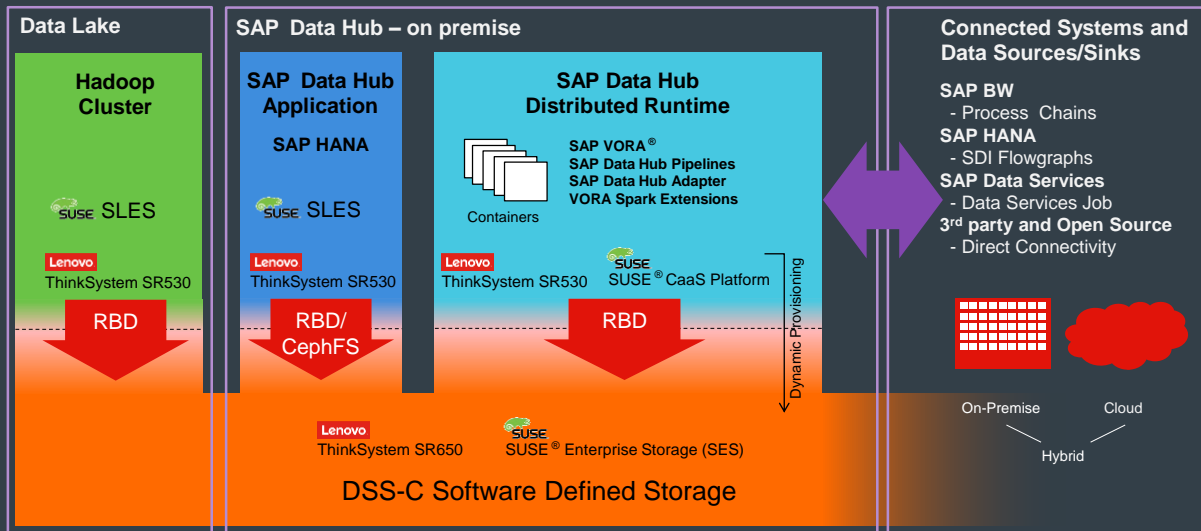 Data Lake
Hadoop
Cluster
SUSE SLES
Lenovo
ThinkSystem SR530
RBD
SAP Data Hub – on premise
SAP Data Hub
Application
SAP HANA
SUSE SLES
Lenovo
ThinkSystem SR530
RBD/
CephFS
SAP Data Hub
Distributed Runtime
Containers
SAP VORA®
SAP Data Hub Pipelines
SAP Data Hub Adapter
VORA Spark Extensions
Lenovo
ThinkSystem SR530
SUSE
SUSE® CaaS Platform
RBD
Dynamic Provisioning
Lenovo
ThinkSystem SR650
SUSE
SUSE® Enterprise Storage (SES)
DSS-C Software Defined Storage
Connected Systems and
Data Sources/Sinks
SAP BW
- Process Chains
SAP HANA
- SDI Flowgraphs
SAP Data Services
- Data Services Job
3rd party and Open Source
- Direct Connectivity
On-Premise
Cloud
Hybrid